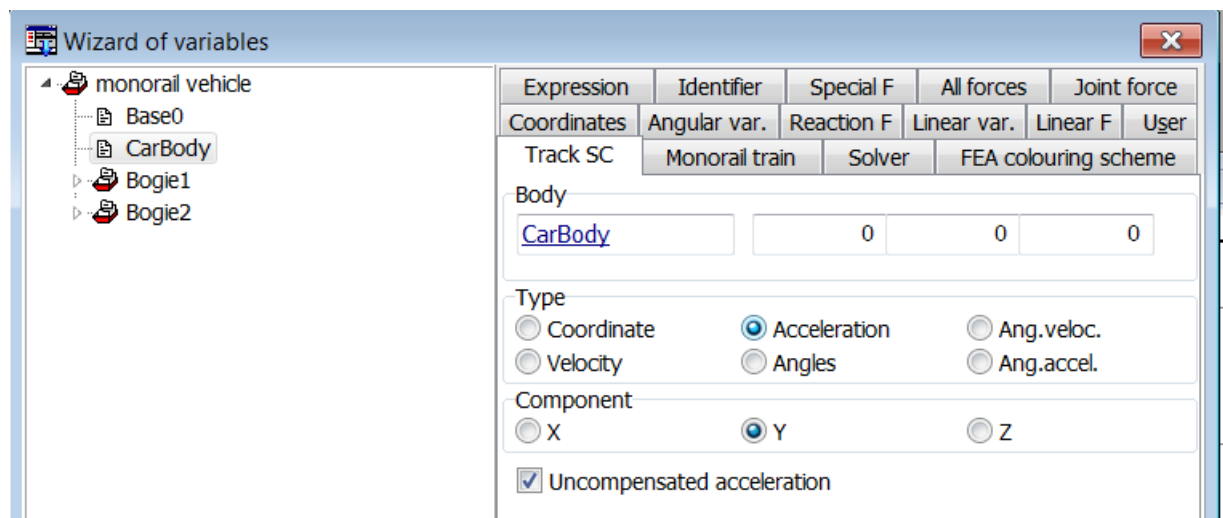 Wizard of variables
monorail vehicle
Base0
CarBody
Bogie1
Bogie2
Expression Identifier Special F All forces Joint force
Coordinates Angular var. Reaction F Linear var. Linear F User
Track SC Monorail train Solver FEA colouring scheme
Body
CarBody 0 0 0
Type
Coordinate Acceleration Ang.veloc.
Velocity Angles Ang.accel.
Component
X Y Z
Uncompensated acceleration